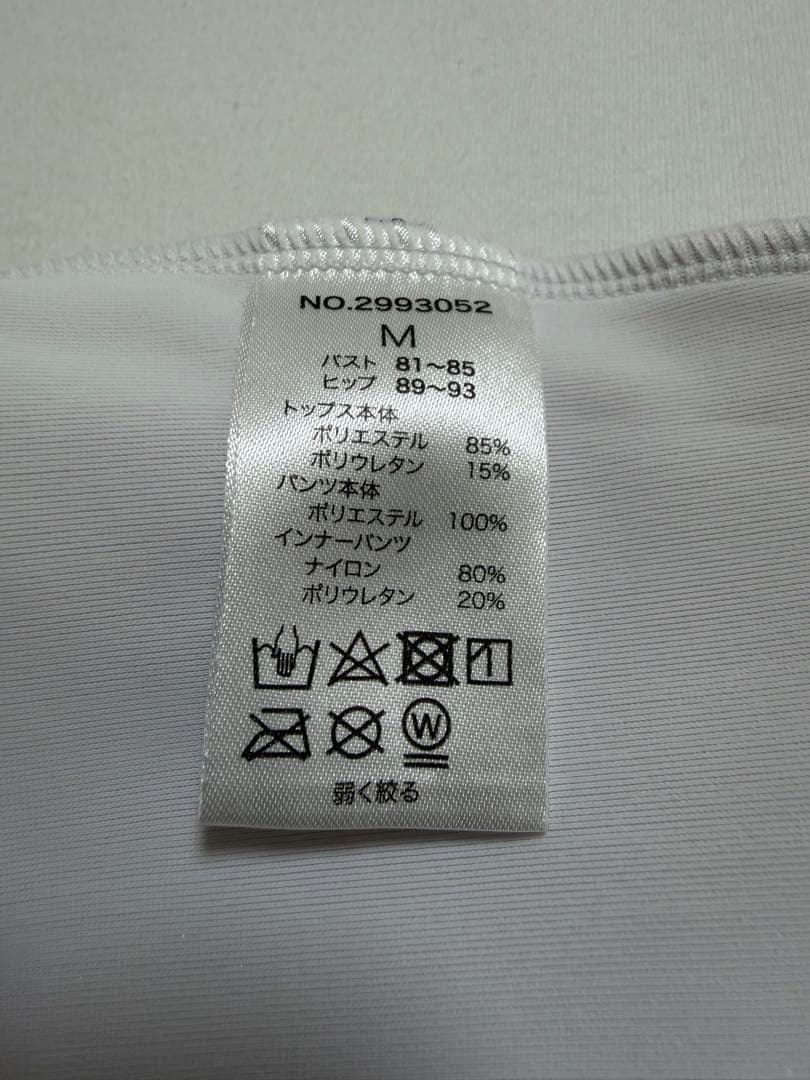 NO.2993052
M
バスト 81～85
ヒップ 89～93
トップス本体
ポリエステル 85%
ポリウレタン 15%
パンツ本体
ポリエステル 100%
インナーパンツ
ナイロン 80%
ポリウレタン 20%
W
弱く絞る